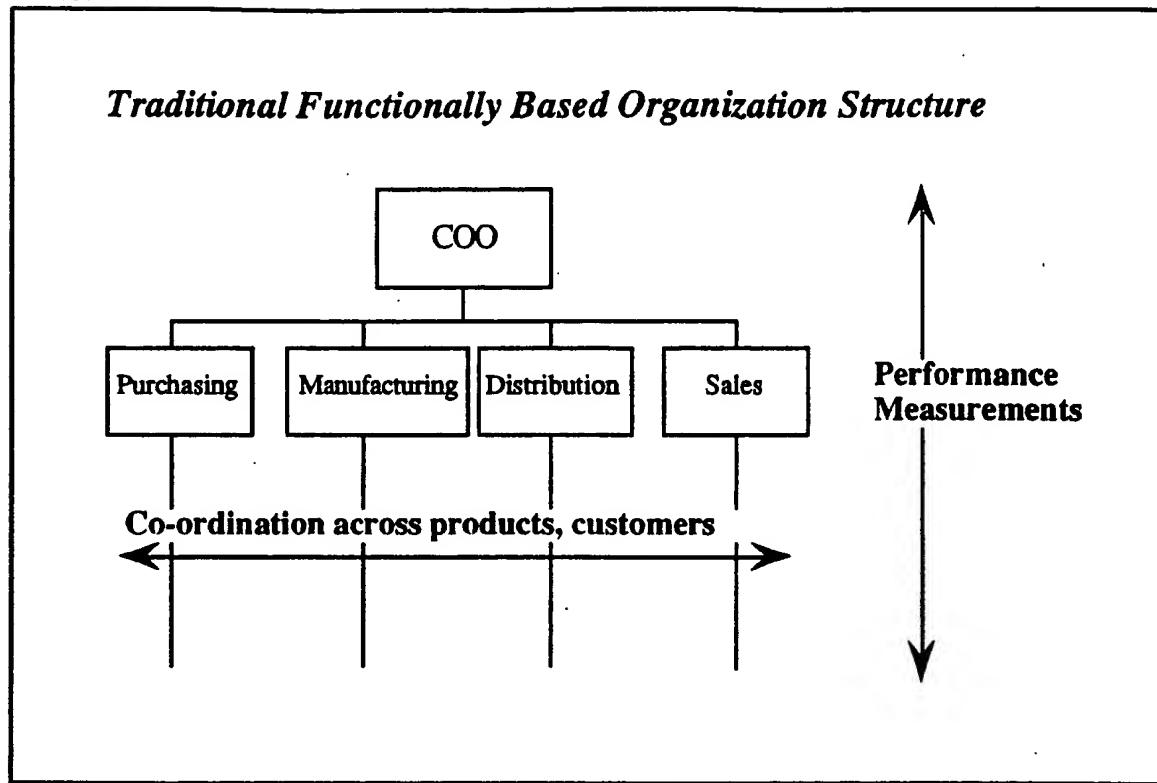 Traditional Functionally Based Organization Structure
COO
Purchasing
Manufacturing
Distribution
Sales
Performance
Measurements
Co-ordination across products, customers